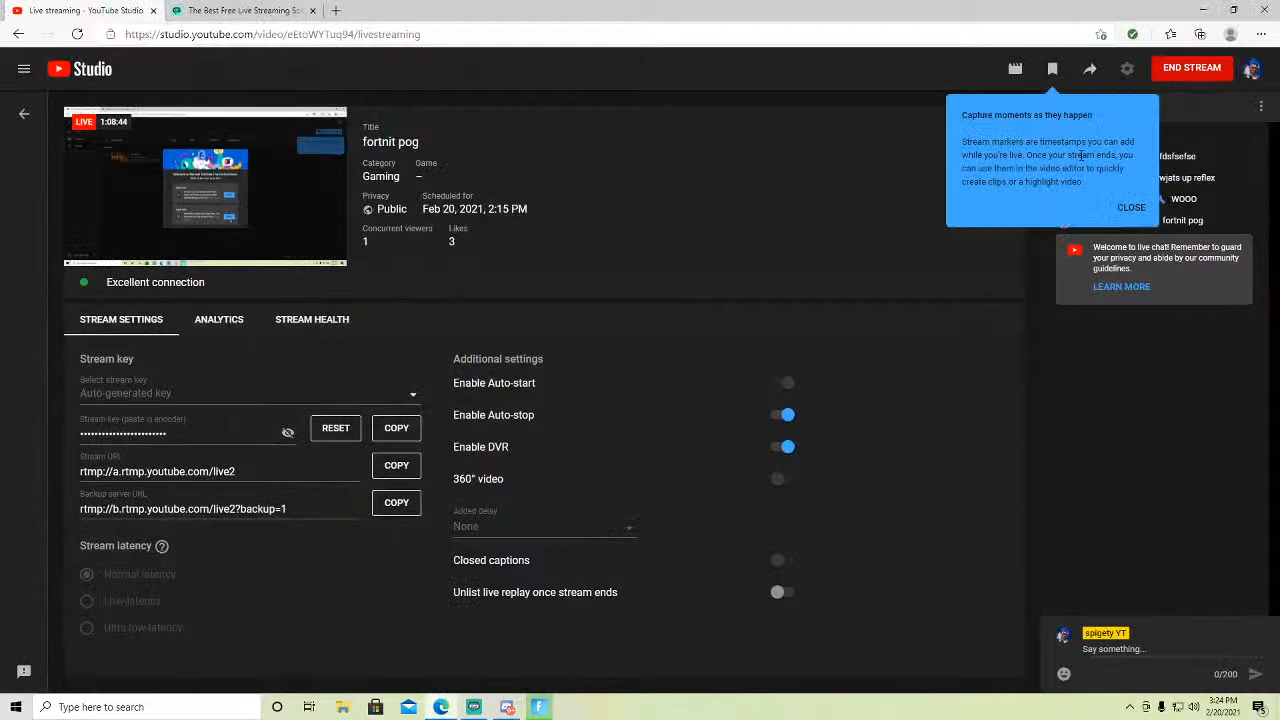 Live streaming - YouTube Studio
The Best Free Live Streaming
https://studio.youtube.com/video/eEtoWYTuq94/livestreaming
Studio
END STREAM
LIVE 1:08:44
Title
fortnit pog
Category Game
Gaming –
Privacy Scheduled for
Public Feb 20, 2021, 2:15 PM
Concurrent viewers Likes
1 3
Excellent connection
Capture moments as they happen
Stream markets are timestamps you can add
while you're live. Once your stream ends, you
can use them in the video editor to quickly
create clips or a highlight video.
CLOSE
fdsfsefse
wjats up reflex
WOOO
fortnit pog
Welcome to live chat! Remember to guard
your privacy and abide by our community
guidelines.
LEARN MORE
STREAM SETTINGS ANALYTICS STREAM HEALTH
Stream key
Select stream key
Auto-generated key
Stream key (paste in encoder)
••••••••••••••••••••••••
RESET COPY
Stream URL
rtmp://a.rtmp.youtube.com/live2
COPY
Backup server URL
rtmp://b.rtmp.youtube.com/live2?backup=1
COPY
Stream latency
Normal latency
Low-latency
Ultra low-latency
Additional settings
Enable Auto-start
Enable Auto-stop
Enable DVR
360° video
Added delay
None
Closed captions
Unlist live replay once stream ends
spigety YT
Say something...
0/200
Type here to search
3:24 PM
2/20/2021